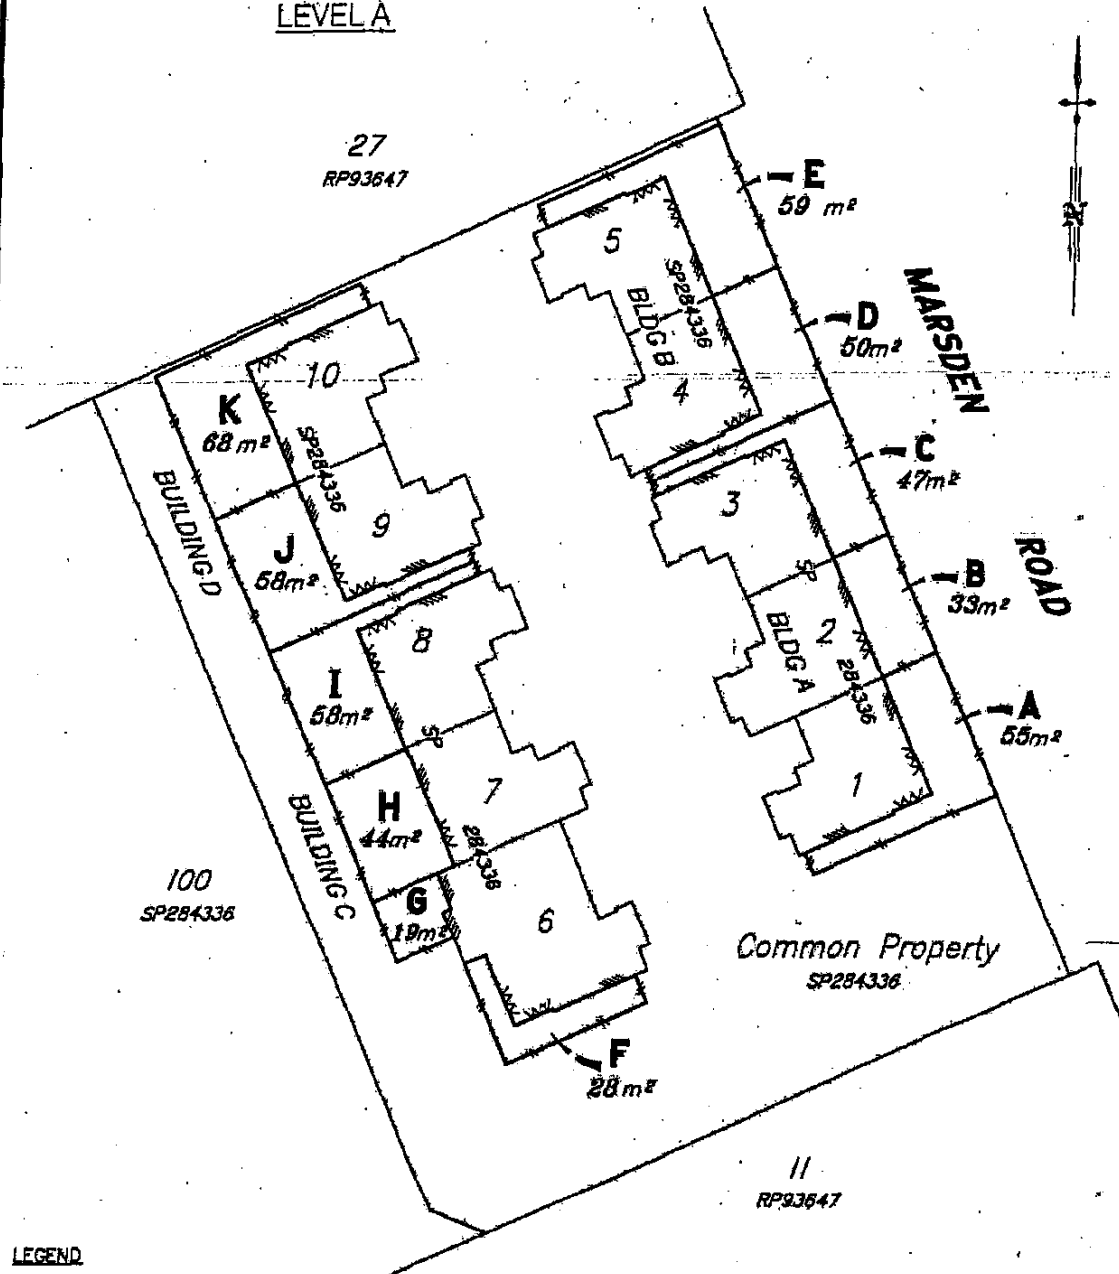 LEVEL A
27
RP93647
E
59 m²
5
SP284336
BLDG B
D
50m²
MARSDEN
10
K
68m²
4
SP284336
C
47m²
3
BUILDING D
9
J
58m²
SP
ROAD
B
33m²
8
BLDG A
2
I
58m²
284336
SP
A
55m²
7
1
H
44m²
BUILDING C
284336
100
SP284336
G
19m²
6
Common Property
SP284336
F
28m²
11
RP93647
LEGEND